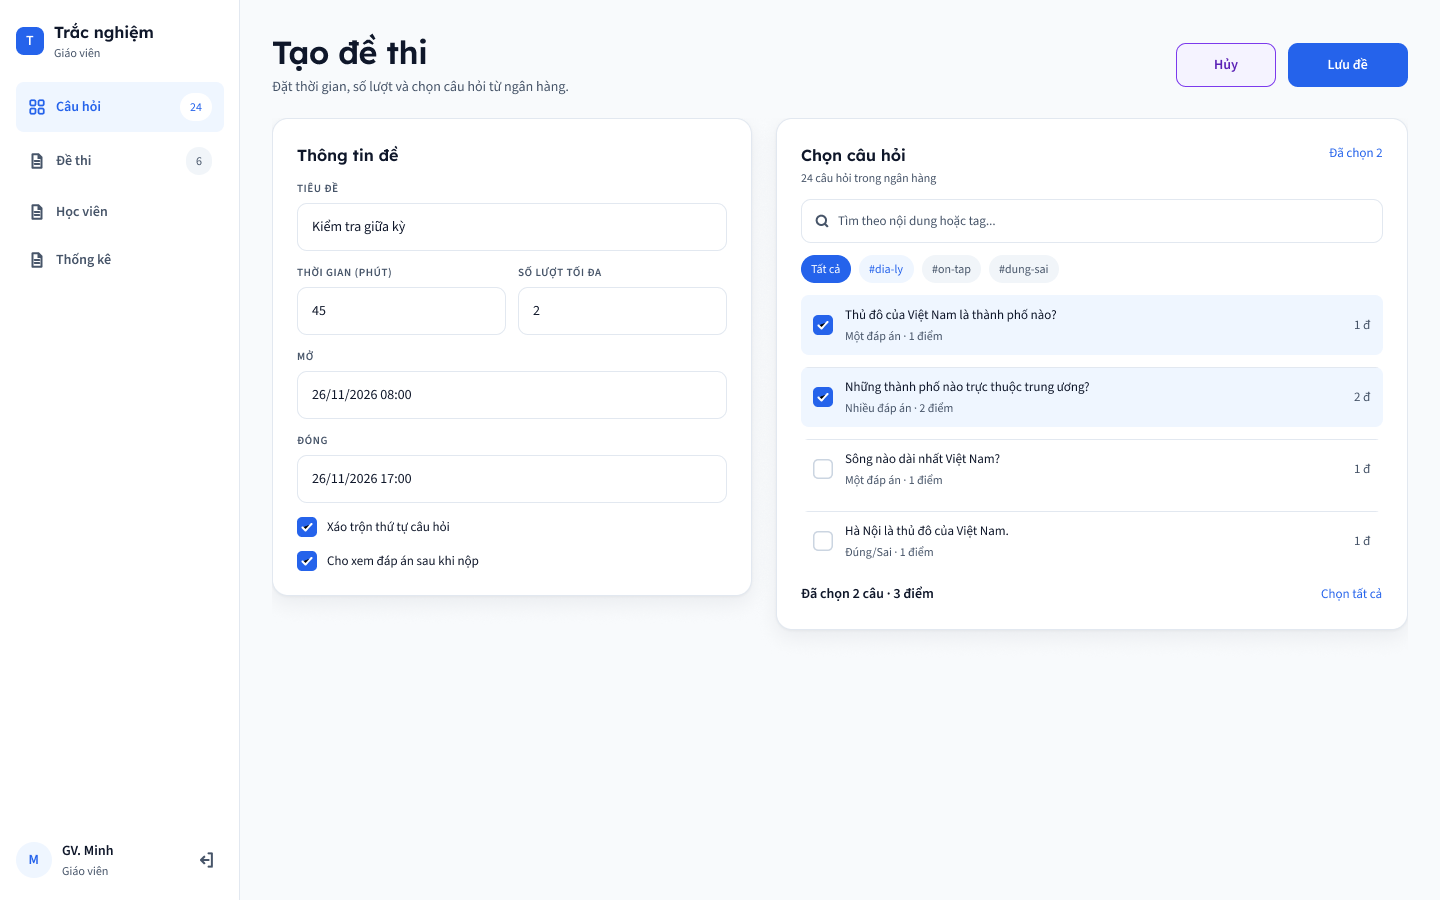 T
Trắc nghiệm
Giáo viên
Câu hỏi
24
Đề thi
6
Học viên
Thống kê
M
GV. Minh
Giáo viên
Tạo đề thi
Đặt thời gian, số lượt và chọn câu hỏi từ ngân hàng.
Hủy
Lưu đề
Thông tin đề
TIÊU ĐỀ
Kiểm tra giữa kỳ
THỜI GIAN (PHÚT)
SỐ LƯỢT TỐI ĐA
45
2
MỞ
26/11/2026 08:00
ĐÓNG
26/11/2026 17:00
Xáo trộn thứ tự câu hỏi
Cho xem đáp án sau khi nộp
Chọn câu hỏi
Đã chọn 2
24 câu hỏi trong ngân hàng
Tìm theo nội dung hoặc tag...
Tất cả
#dia-ly
#on-tap
#dung-sai
Thủ đô của Việt Nam là thành phố nào?
Một đáp án · 1 điểm
1 đ
Những thành phố nào trực thuộc trung ương?
Nhiều đáp án · 2 điểm
2 đ
Sông nào dài nhất Việt Nam?
Một đáp án · 1 điểm
1 đ
Hà Nội là thủ đô của Việt Nam.
Đúng/Sai · 1 điểm
1 đ
Đã chọn 2 câu · 3 điểm
Chọn tất cả